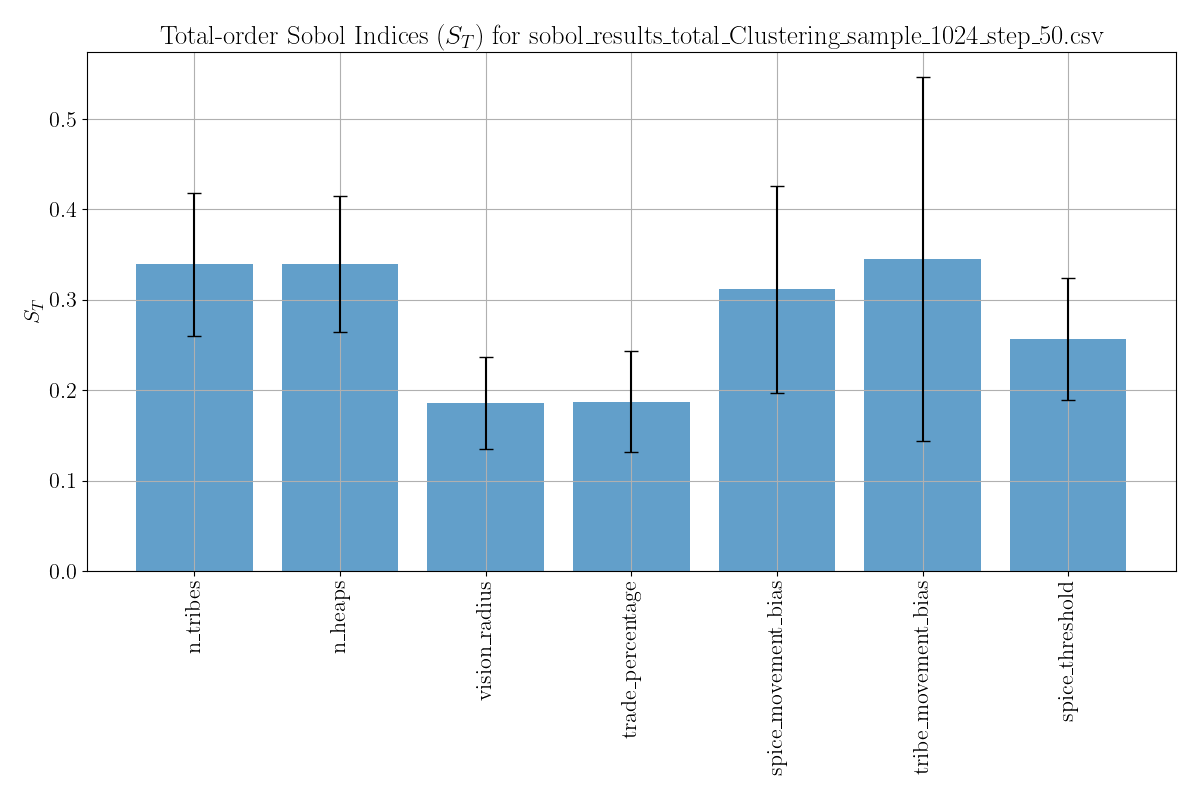 Total-order Sobol Indices (S_T) for sobol_results_total_Clustering_sample_1024_step_50.csv
S_T
0.5
0.4
0.3
0.2
0.1
0.0
n_tribes
n_heaps
vision_radius
trade_percentage
spice_movement_bias
tribe_movement_bias
spice_threshold